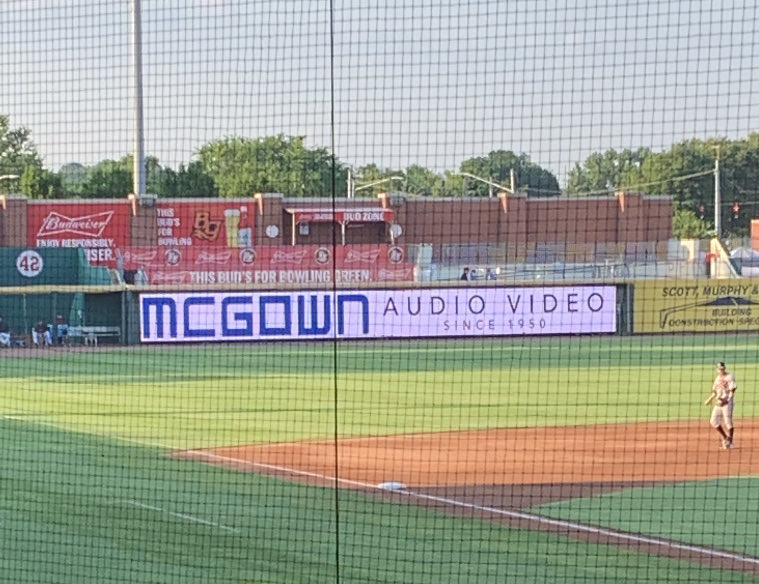 Budweiser
ENJOY RESPONSIBLY.
THIS
BUD'S
FOR
BOWLING
BG
BUD ZONE
42
THIS BUD'S FOR BOWLING GREEN
MCGOWN AUDIO VIDEO
SINCE 1950
SCOTT, MURPHY &
BUILDING